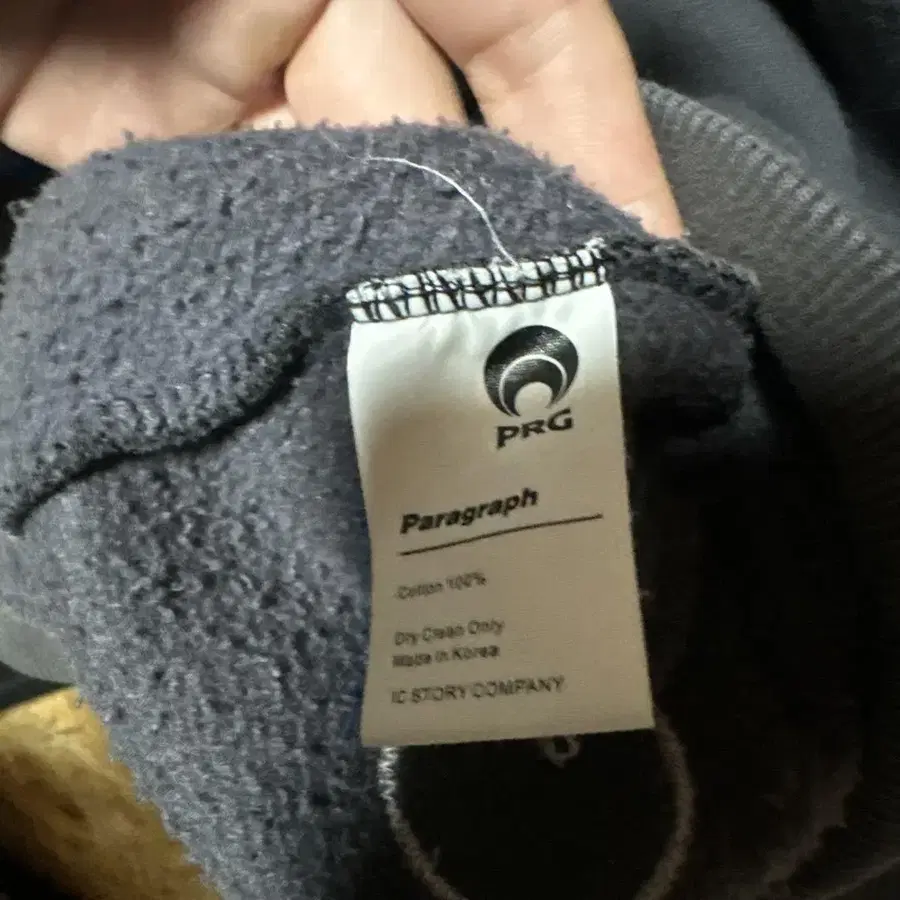 PRG
Paragraph
Cotton 100%
Dry Clean Only
Made in Korea
IC STORY COMPANY